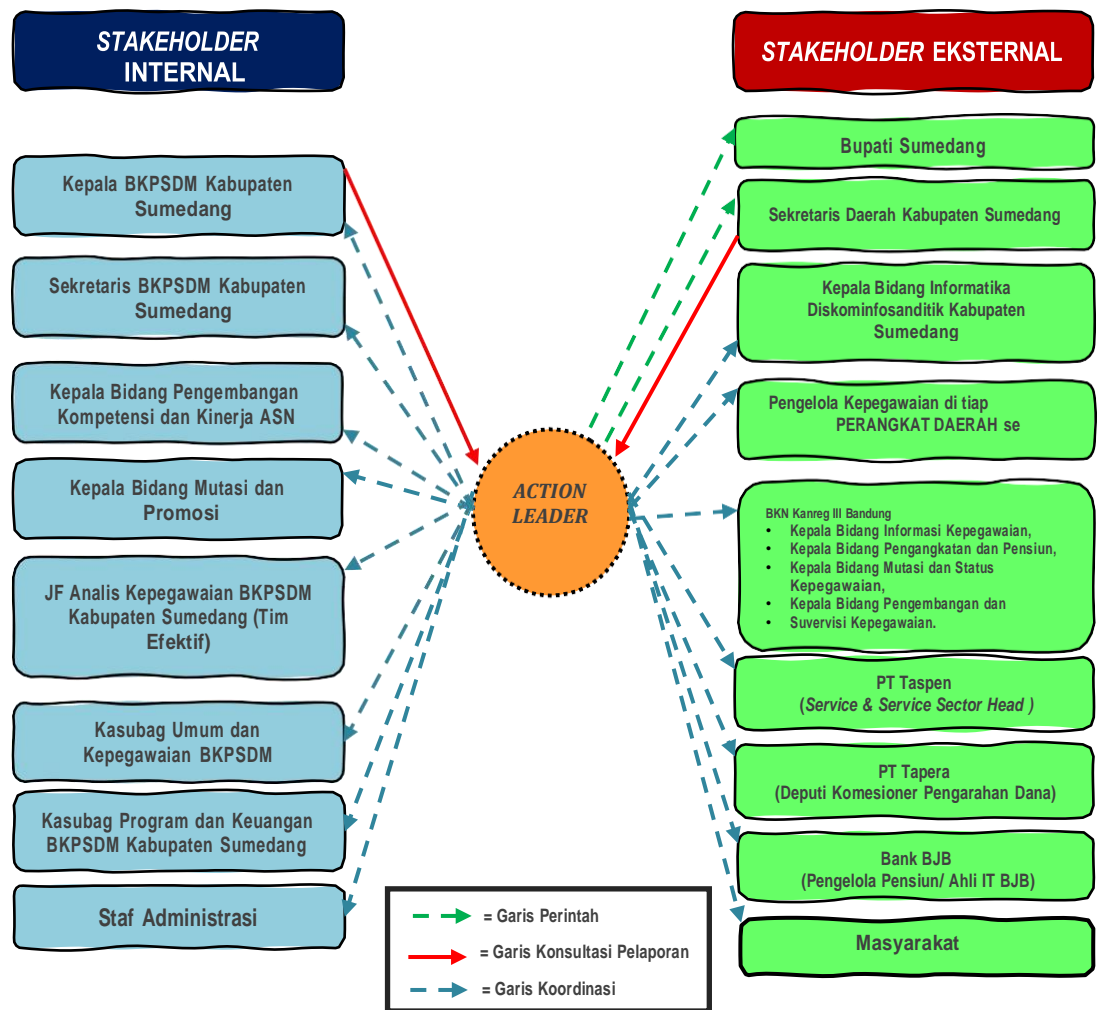 STAKEHOLDER
INTERNAL
Kepala BKPSDM Kabupaten
Sumedang
Sekretaris BKPSDM Kabupaten
Sumedang
Kepala Bidang Pengembangan
Kompetensi dan Kinerja ASN
Kepala Bidang Mutasi dan
Promosi
JF Analis Kepegawaian BKPSDM
Kabupaten Sumedang (Tim
Efektif)
Kasubag Umum dan
Kepegawaian BKPSDM
Kasubag Program dan Keuangan
BKPSDM Kabupaten Sumedang
Staf Administrasi
ACTION
LEADER
STAKEHOLDER EKSTERNAL
Bupati Sumedang
Sekretaris Daerah Kabupaten Sumedang
Kepala Bidang Informatika
Diskominfosanditik Kabupaten
Sumedang
Pengelola Kepegawaian di tiap
PERANGKAT DAERAH se
BKN Kanreg III Bandung
• Kepala Bidang Informasi Kepegawaian,
• Kepala Bidang Pengangkatan dan Pensiun,
• Kepala Bidang Mutasi dan Status
Kepegawaian,
• Kepala Bidang Pengembangan dan
• Suvervisi Kepegawaian.
PT Taspen
(Service & Service Sector Head )
PT Tapera
(Deputi Komesioner Pengarahan Dana)
Bank BJB
(Pengelola Pensiun/ Ahli IT BJB)
Masyarakat
= Garis Perintah
= Garis Konsultasi Pelaporan
= Garis Koordinasi